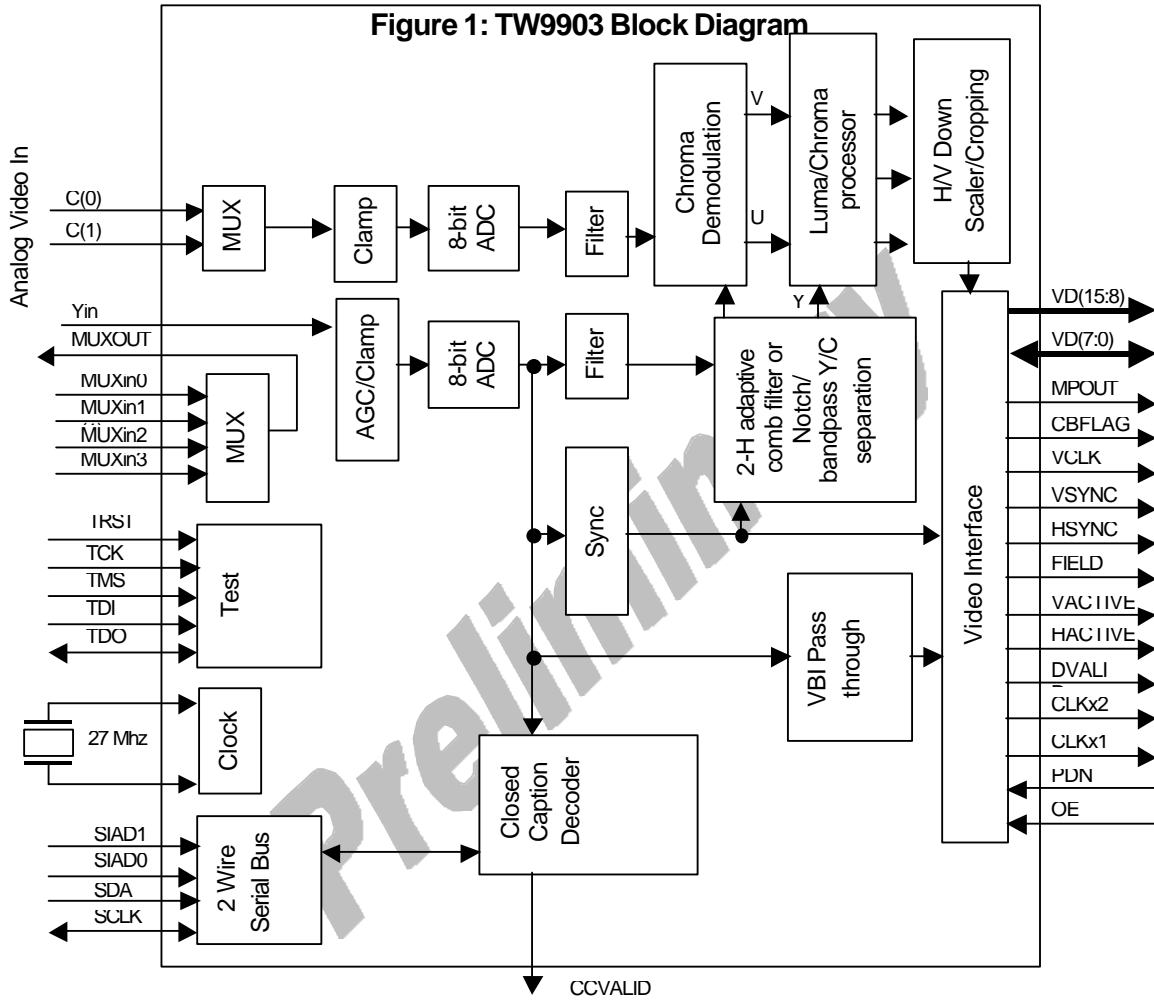 Figure 1: TW9903 Block Diagram
Analog Video In
C(0)
C(1)
MUX
Clamp
8-bit
ADC
Filter
Chroma
Demodulation
V
U
Luma/Chroma
processor
H/V Down
Scaler/Cropping
Yin
MUXOUT
MUXin0
MUXin1
MUXin2
MUXin3
MUX
AGC/Clamp
8-bit
ADC
Filter
Y
2-H adaptive
comb filter or
Notch/
bandpass Y/C
separation
Sync
VBI Pass
through
Video Interface
VD(15:8)
VD(7:0)
MPOUT
CBFLAG
VCLK
VSYNC
HSYNC
FIELD
VACTIVE
HACTIVE
DVALI
CLKx2
CLKx1
PDN
OE
TRST
TCK
TMS
TDI
TDO
Test
27 Mhz
Clock
Closed
Caption
Decoder
SIAD1
SIAD0
SDA
SCLK
2 Wire
Serial Bus
CCVALID
Preliminary